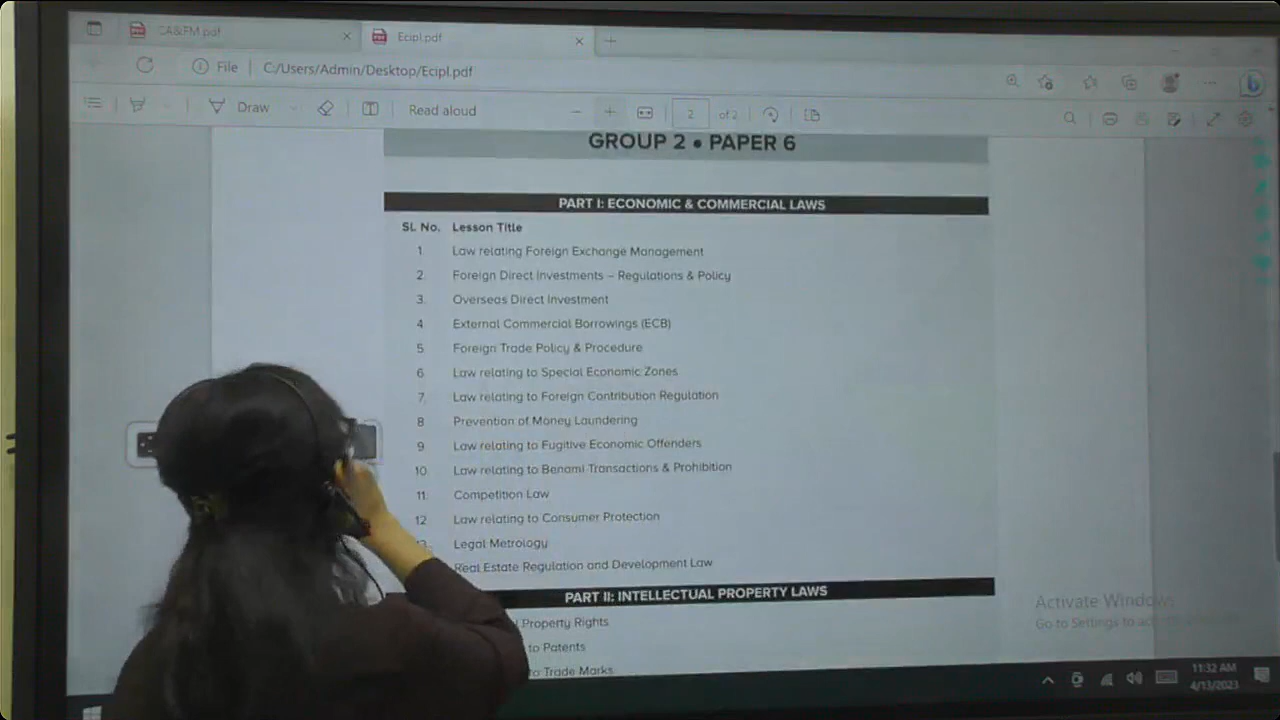 CA&FM.pdf
Ecipl.pdf
File C:/Users/Admin/Desktop/Ecipl.pdf
Draw Read aloud 2 of 2
GROUP 2 • PAPER 6
PART I: ECONOMIC & COMMERCIAL LAWS
Sl. No. Lesson Title
1 Law relating Foreign Exchange Management
2. Foreign Direct Investments – Regulations & Policy
3. Overseas Direct Investment
4. External Commercial Borrowings (ECB)
5. Foreign Trade Policy & Procedure
6. Law relating to Special Economic Zones
7. Law relating to Foreign Contribution Regulation
8 Prevention of Money Laundering
9. Law relating to Fugitive Economic Offenders
10. Law relating to Benami Transactions & Prohibition
11. Competition Law
12 Law relating to Consumer Protection
13. Legal Metrology
Real Estate Regulation and Development Law
PART II: INTELLECTUAL PROPERTY LAWS
Property Rights
to Patents
to Trade Marks
Activate Windows
Go to Settings to
11:32 AM
4/13/2023